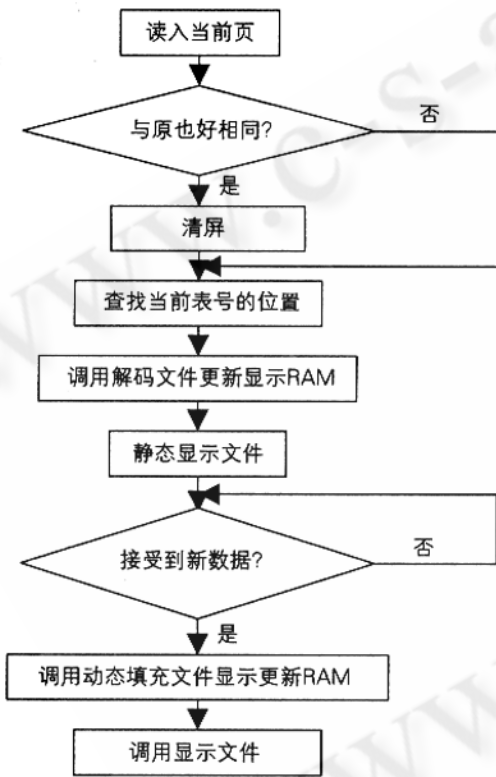 读入当前页
与原也好相同?
否
是
清屏
查找当前表号的位置
调用解码文件更新显示RAM
静态显示文件
接受到新数据?
否
是
调用动态填充文件显示更新RAM
调用显示文件
www.c-s-a